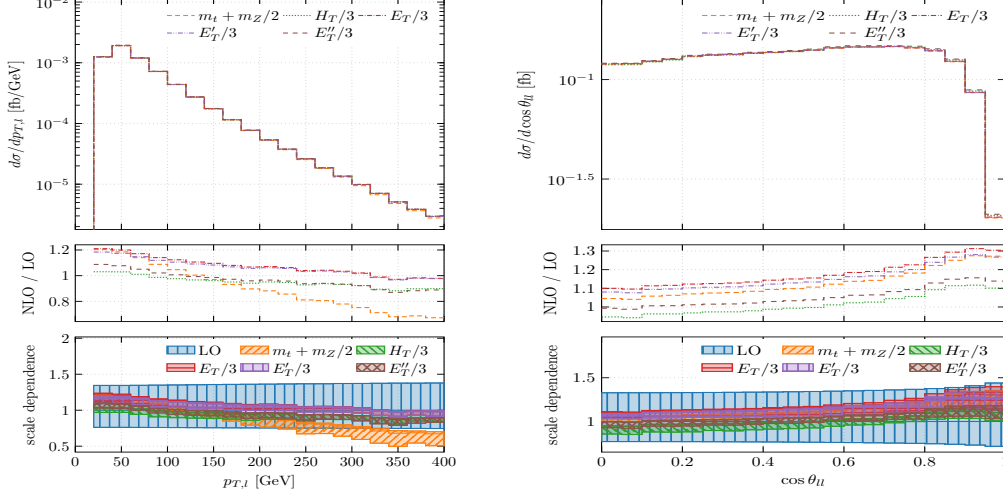 m_t + m_Z/2 H_T/3 E_T/3
E'_T/3 E''_T/3
10^−3
10^−4
10^−5
dσ/dp_{T,l} [fb/GeV]
1.2
1
0.8
NLO / LO
2
1.5
1
0.5
scale dependence
LO m_t + m_Z/2 H_T/3
E_T/3 E'_T/3 E''_T/3
0 50 100 150 200 250 300 350 400
p_{T,l} [GeV]
m_t + m_Z/2 H_T/3 E_T/3
E'_T/3 E''_T/3
10^−1
10^−1.5
dσ/d cos θ_{ll} [fb]
1.3
1.2
1.1
1
NLO / LO
1.5
1
scale dependence
LO m_t + m_Z/2 H_T/3
E_T/3 E'_T/3 E''_T/3
0 0.2 0.4 0.6 0.8 1
cos θ_{ll}